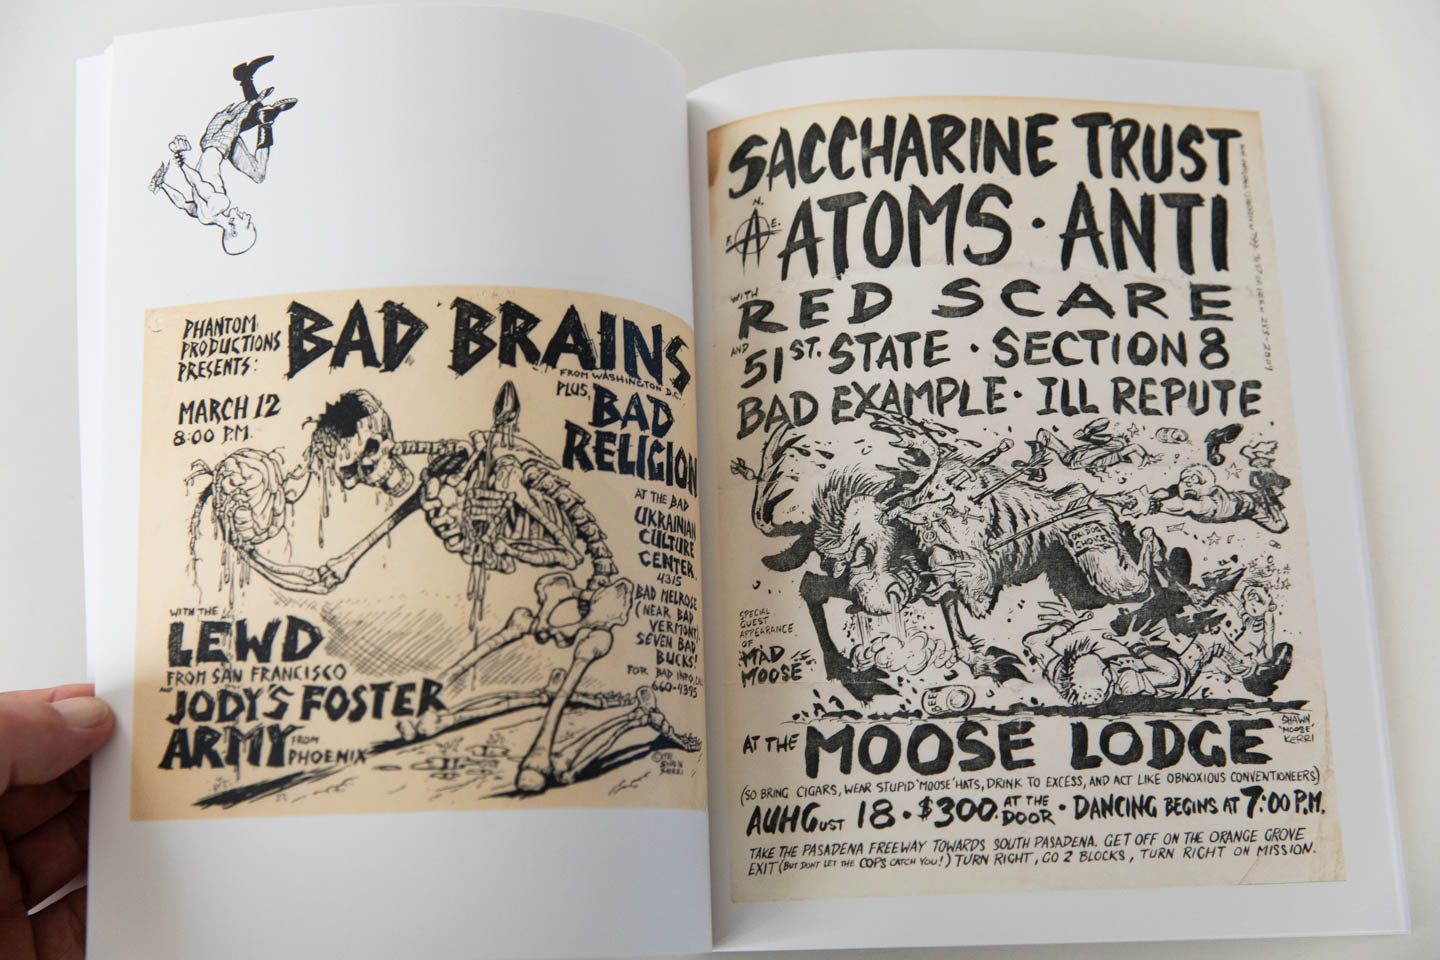 PHANTOM
PRODUCTIONS
PRESENTS:
BAD BRAINS
FROM WASHINGTON D.C.
MARCH 12
8:00 P.M.
PLUS,
BAD
RELIGION
AT THE BAD
UKRAINIAN
CULTURE
CENTER
4315
BAD MELROSE
(NEAR BAD
VERMONT)
SEVEN BAD
BUCKS!
FOR BAD INFO, CALL
660-4395
WITH THE
LEWD
FROM SAN FRANCISCO
AND
JODY'S FOSTER
ARMY FROM
PHOENIX
SHAWN
KERRI
SACCHARINE TRUST
N.
F. A E.
ATOMS · ANTI
WITH
RED SCARE
AND
51ST. STATE · SECTION 8
BAD EXAMPLE · ILL REPUTE
SPECIAL
GUEST
APPEARANCE
OF
MAD
MOOSE
BEER
SHAWN
'MOOSE'
KERRI
AT THE MOOSE LODGE
(SO BRING CIGARS, WEAR STUPID 'MOOSE' HATS, DRINK TO EXCESS, AND ACT LIKE OBNOXIOUS CONVENTIONEERS)
AUHGUST 18 · $300 AT THE DOOR · DANCING BEGINS AT 7:00 P.M.
TAKE THE PASADENA FREEWAY TOWARDS SOUTH PASADENA. GET OFF ON THE ORANGE GROVE
EXIT (BUT DONT LET THE COPS CATCH YOU!) TURN RIGHT, GO 2 BLOCKS, TURN RIGHT ON MISSION.